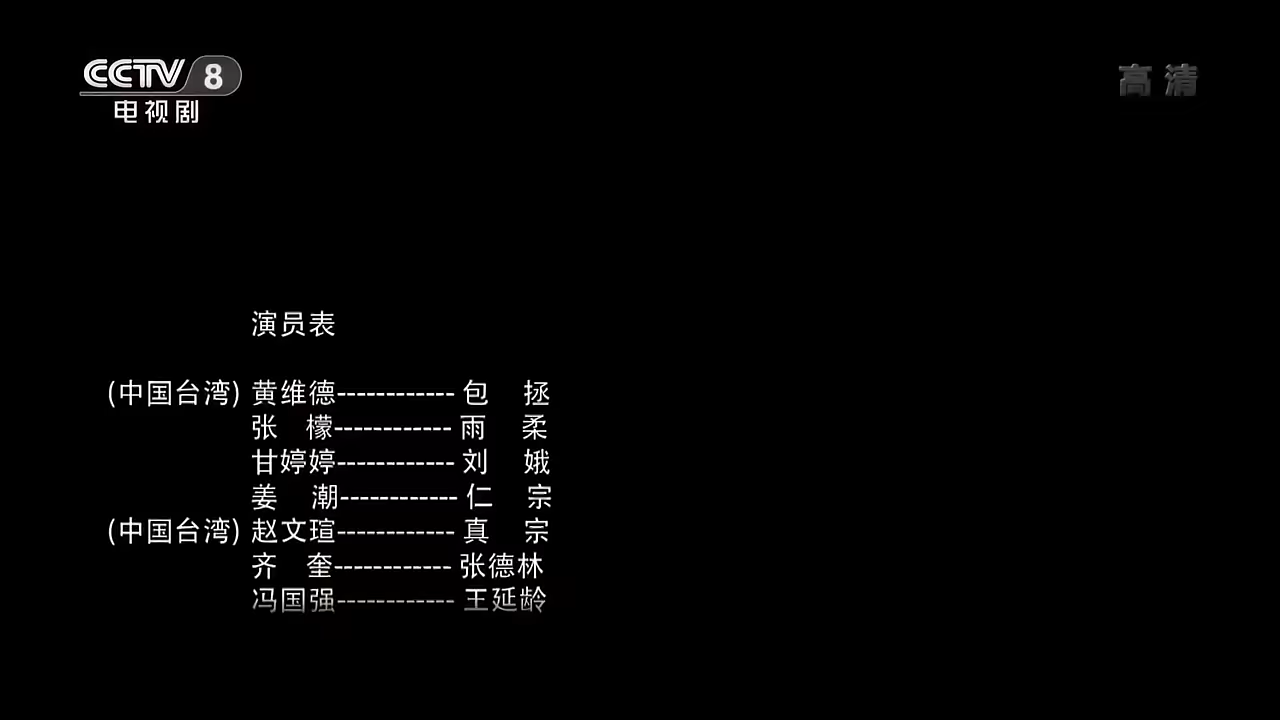 CCTV 8
电视剧
高清
演员表
(中国台湾) 黄维德------------ 包 拯
张 檬------------ 雨 柔
甘婷婷------------ 刘 娥
姜 潮------------ 仁 宗
(中国台湾) 赵文瑄------------ 真 宗
齐 奎------------ 张德林
冯国强------------ 王延龄